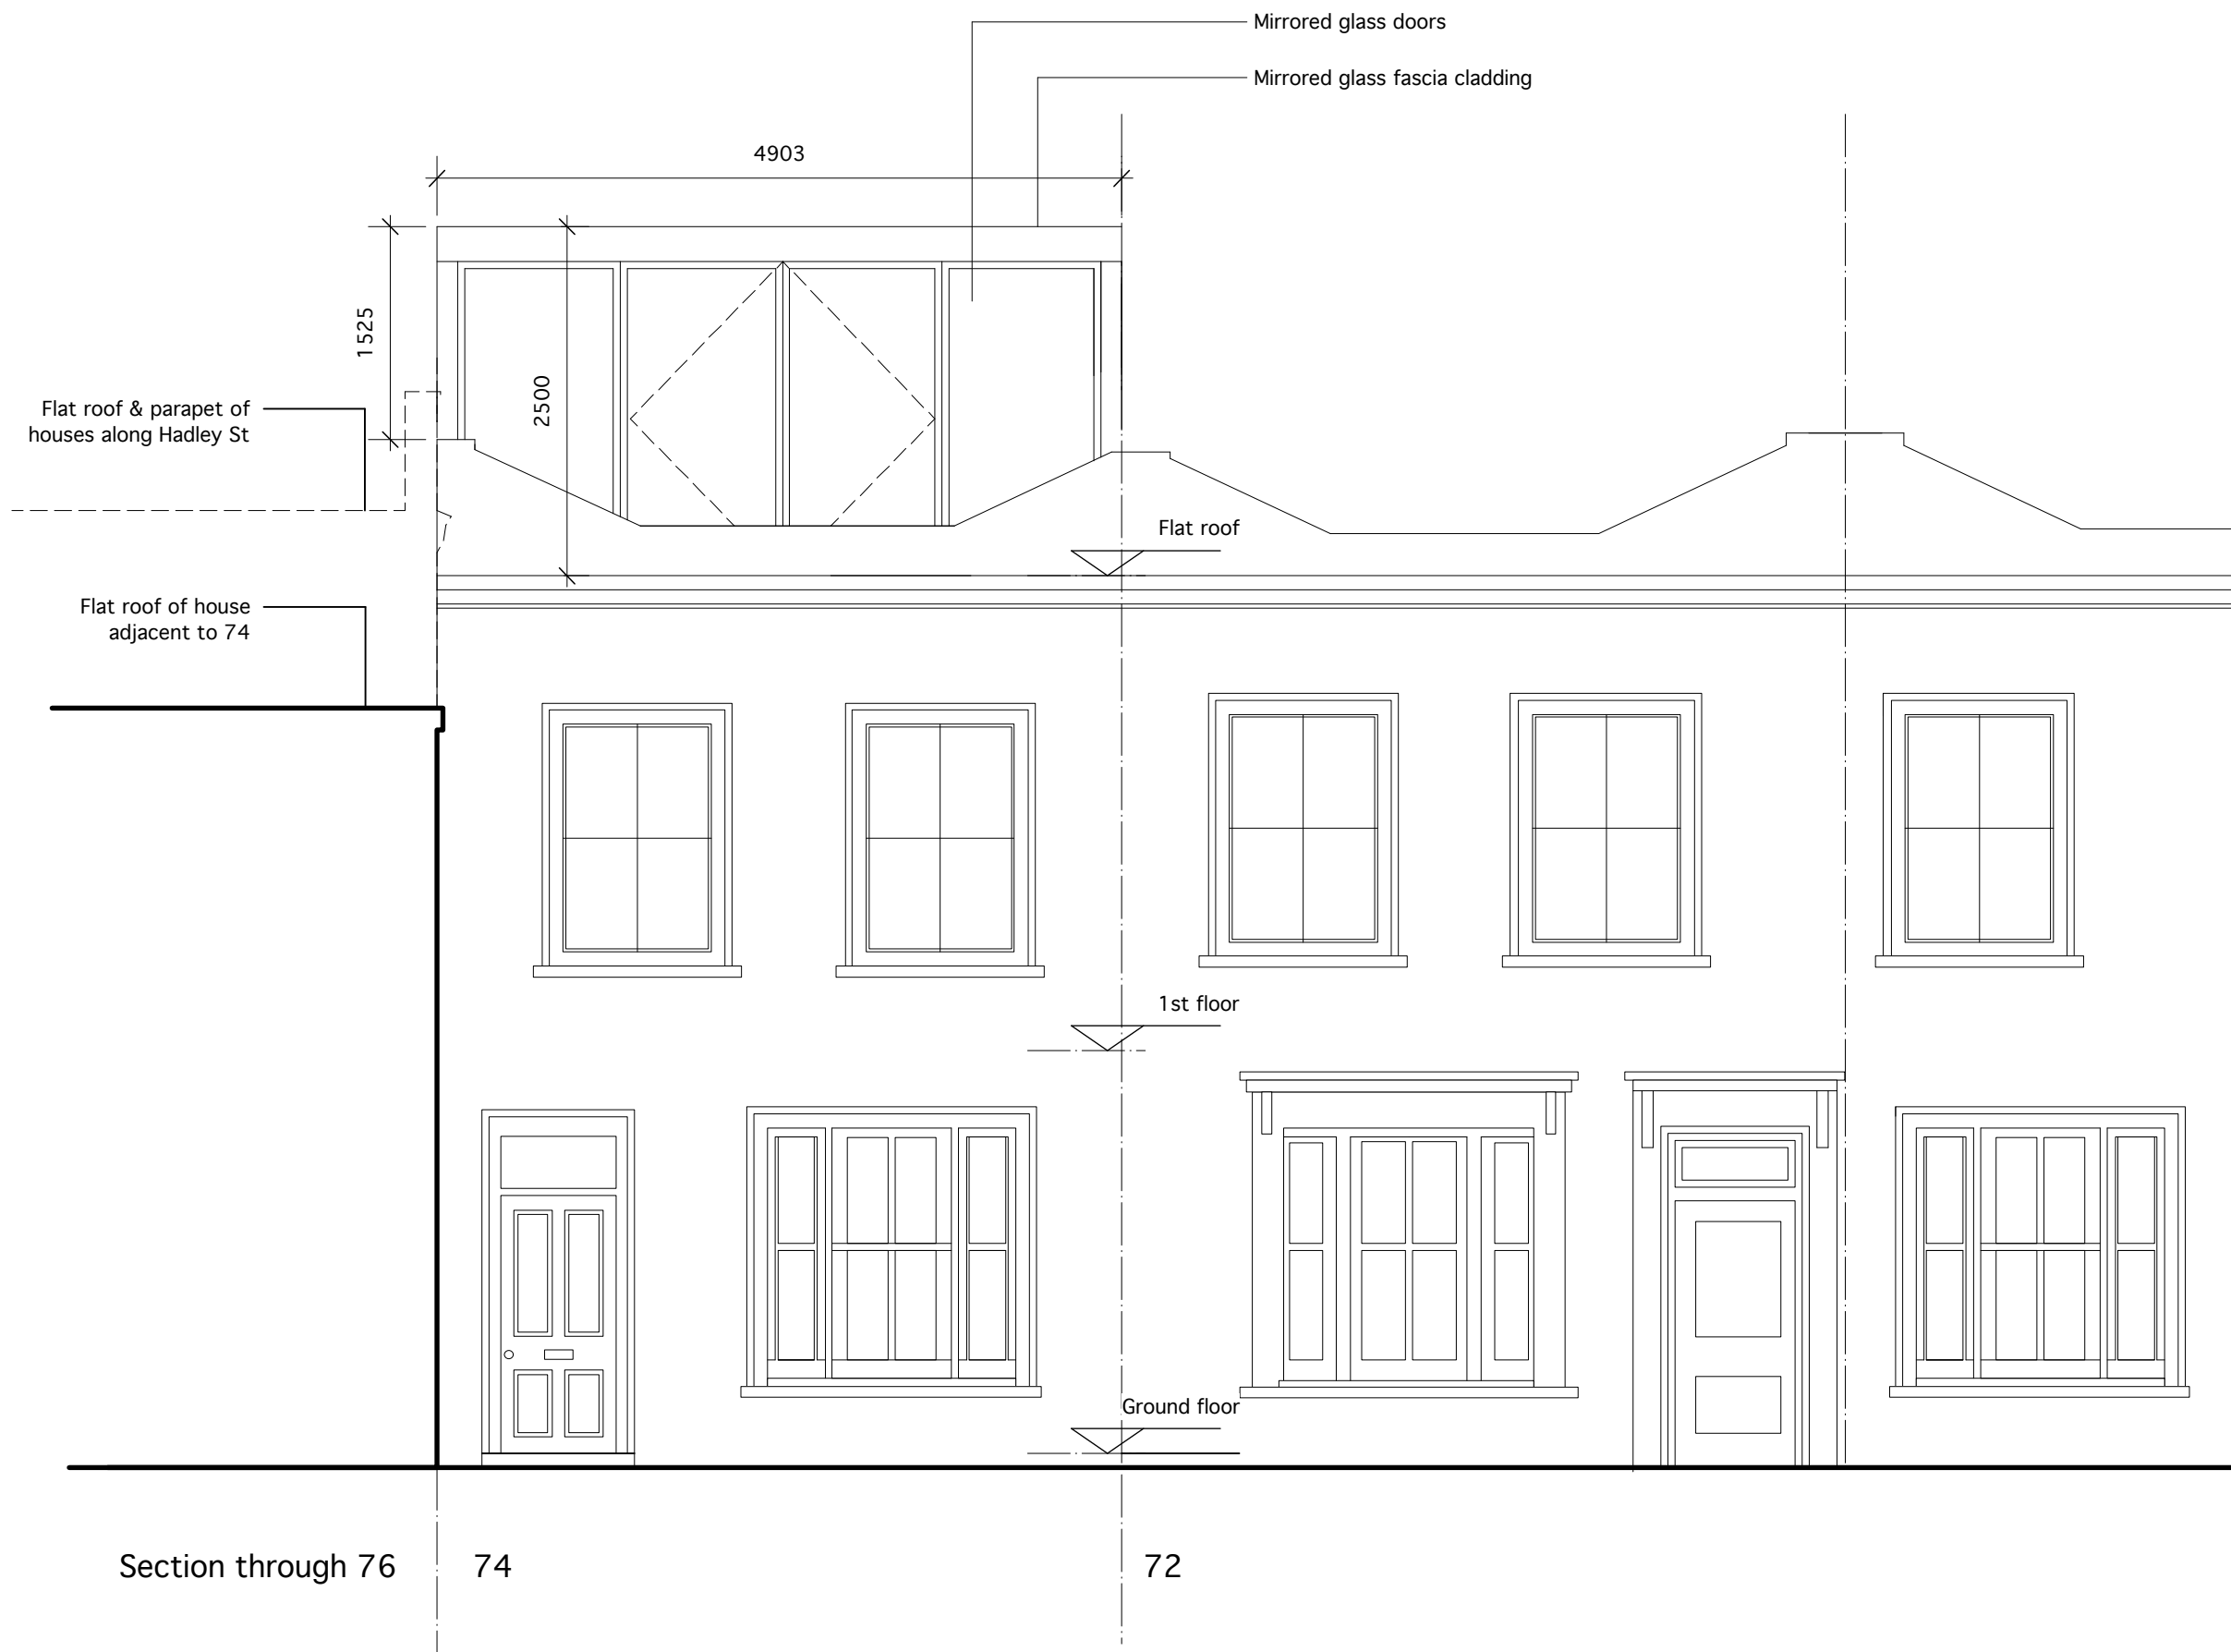 Mirrored glass doors
Mirrored glass fascia cladding
4903
1525
2500
Flat roof & parapet of
houses along Hadley St
Flat roof
Flat roof of house
adjacent to 74
1st floor
Ground floor
Section through 76
74
72